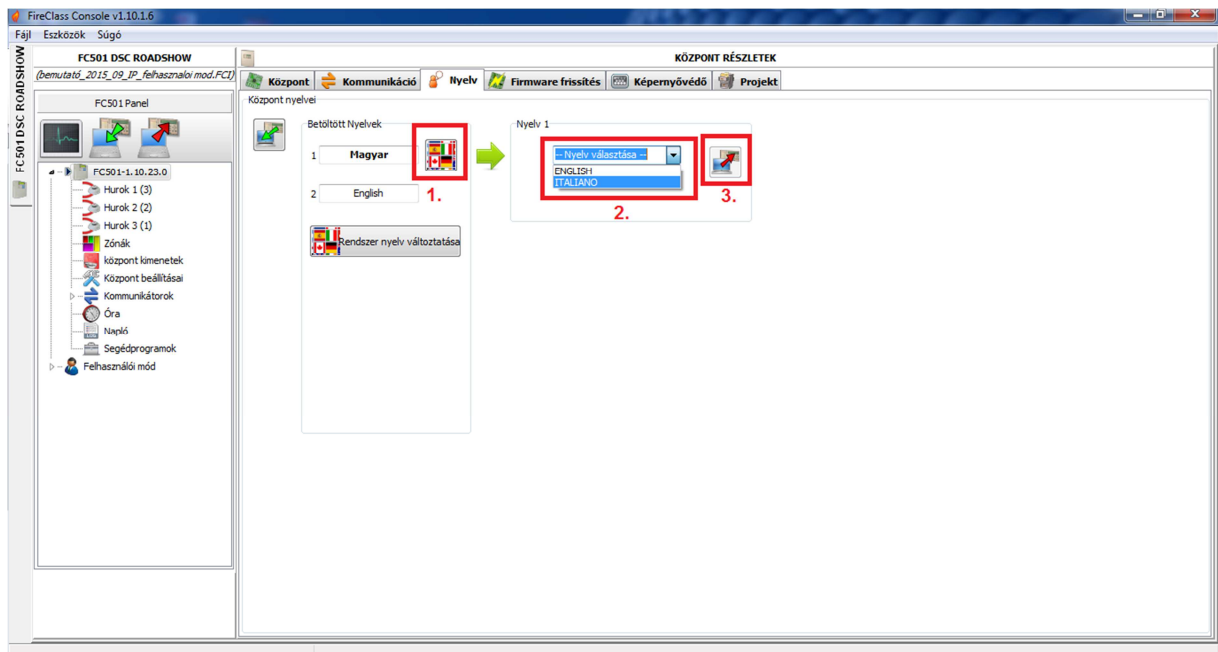 FireClass Console v1.10.1.6
Fájl Eszközök Súgó
FC501 DSC ROADSHOW
FC501 DSC ROADSHOW
(bemutató_2015_09_IP_felhasznaloi mod.FCI)
FC501 Panel
FC501-1.10.23.0
Hurok 1 (3)
Hurok 2 (2)
Hurok 3 (1)
Zónák
központ kimenetek
Központ beállításai
Kommunikátorok
Óra
Napló
Segédprogramok
Felhasználói mód
KÖZPONT RÉSZLETEK
Központ Kommunikáció Nyelv Firmware frissítés Képernyővédő Projekt
Központ nyelvei
Betöltött Nyelvek
1 Magyar
2 English
1.
Rendszer nyelv változtatása
Nyelv 1
-- Nyelv választása --
ENGLISH
ITALIANO
2.
3.